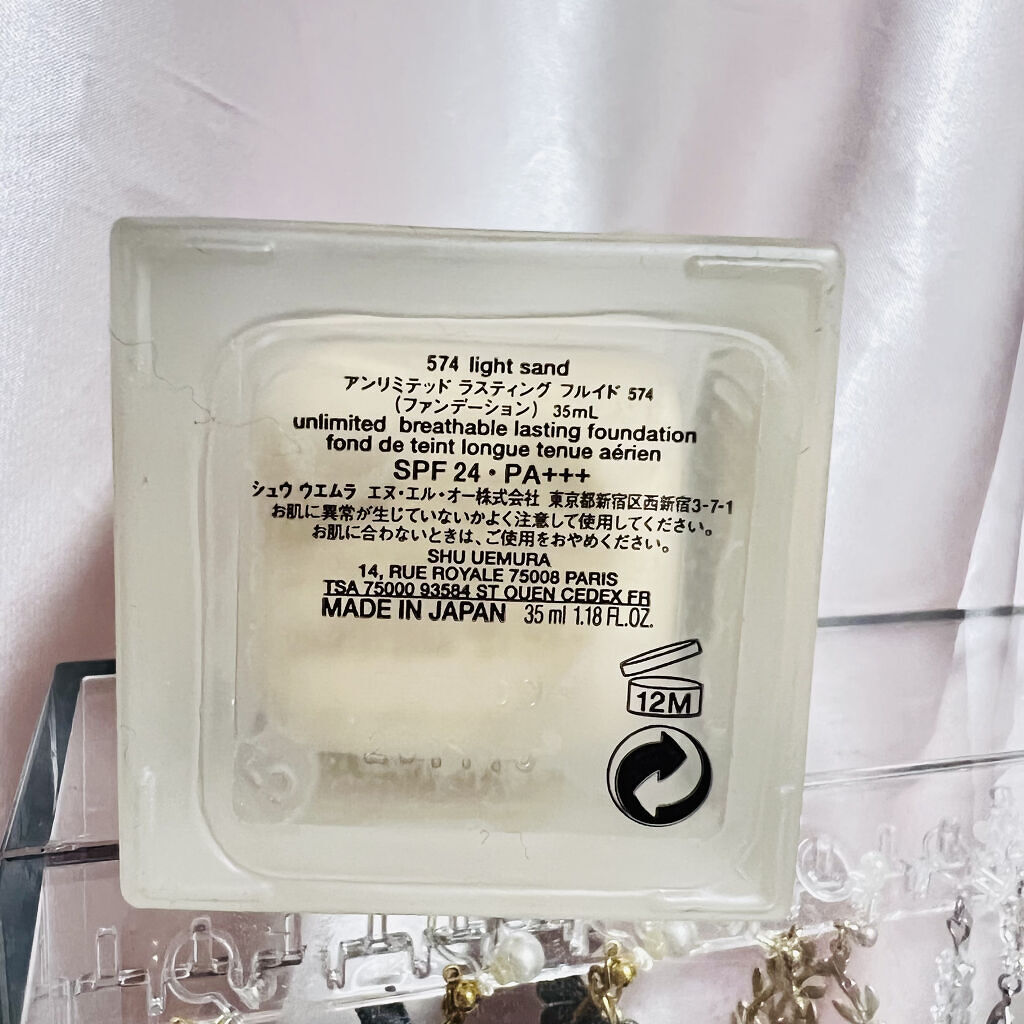 574 light sand
アンリミテッド ラスティング フルイド 574
（ファンデーション） 35mL
unlimited breathable lasting foundation
fond de teint longue tenue aérien
SPF 24・PA+++
シュウ ウエムラ エヌ・エル・オー株式会社 東京都新宿区西新宿3-7-1
お肌に異常が生じていないかよく注意して使用してください。
お肌に合わないときは、ご使用をおやめください。
SHU UEMURA
14, RUE ROYALE 75008 PARIS
TSA 75000 93584 ST OUEN CEDEX FR
MADE IN JAPAN 35 ml 1.18 FL.OZ.
12M